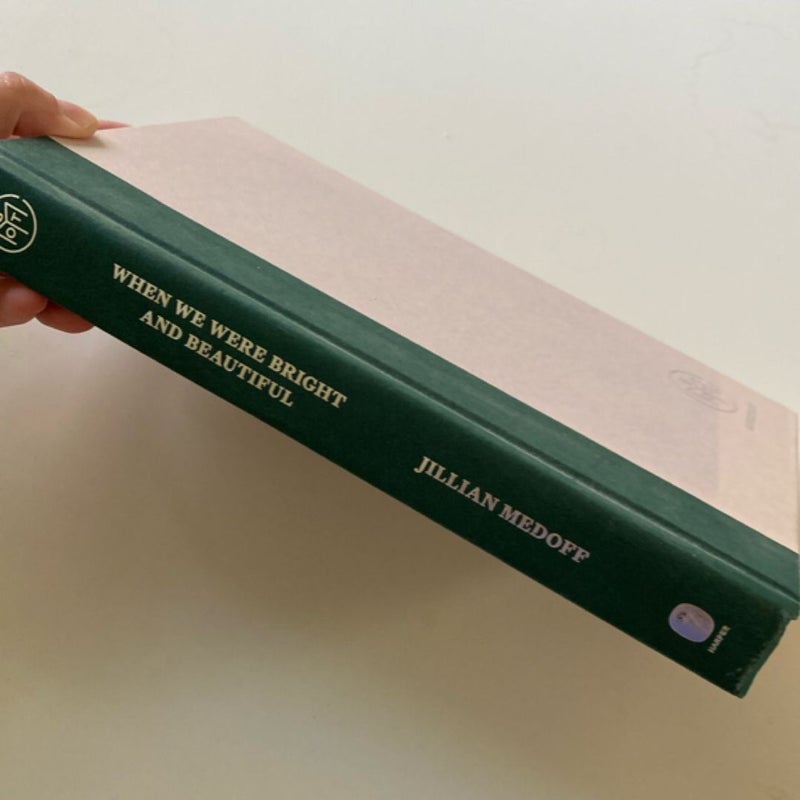 WHEN WE WERE BRIGHT
AND BEAUTIFUL
JILLIAN MEDOFF
HARPER